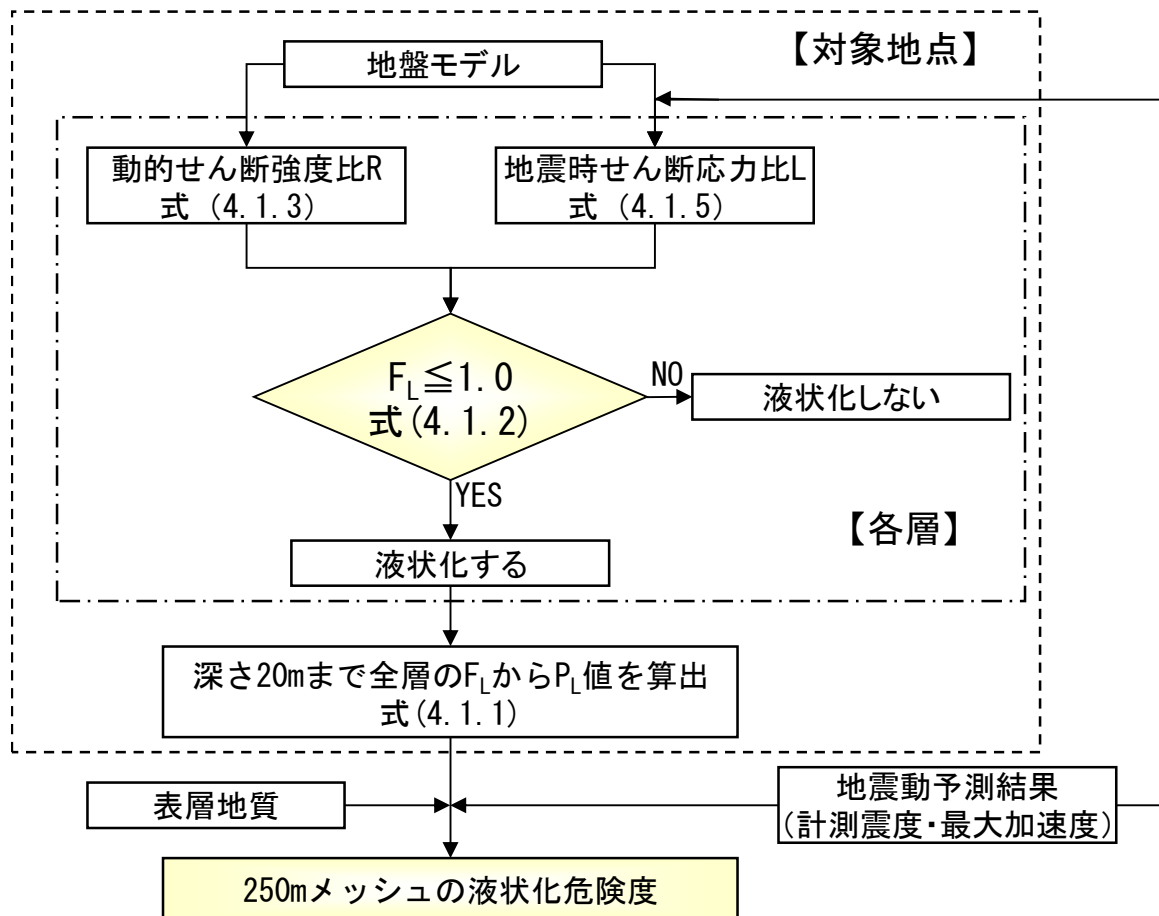 【対象地点】
地盤モデル
動的せん断強度比R
式（4.1.3）
地震時せん断応力比L
式（4.1.5）
FL≦1.0
式(4.1.2)
NO
液状化しない
YES
【各層】
液状化する
深さ20mまで全層のFLからPL値を算出
式(4.1.1)
表層地質
地震動予測結果
(計測震度・最大加速度)
250mメッシュの液状化危険度